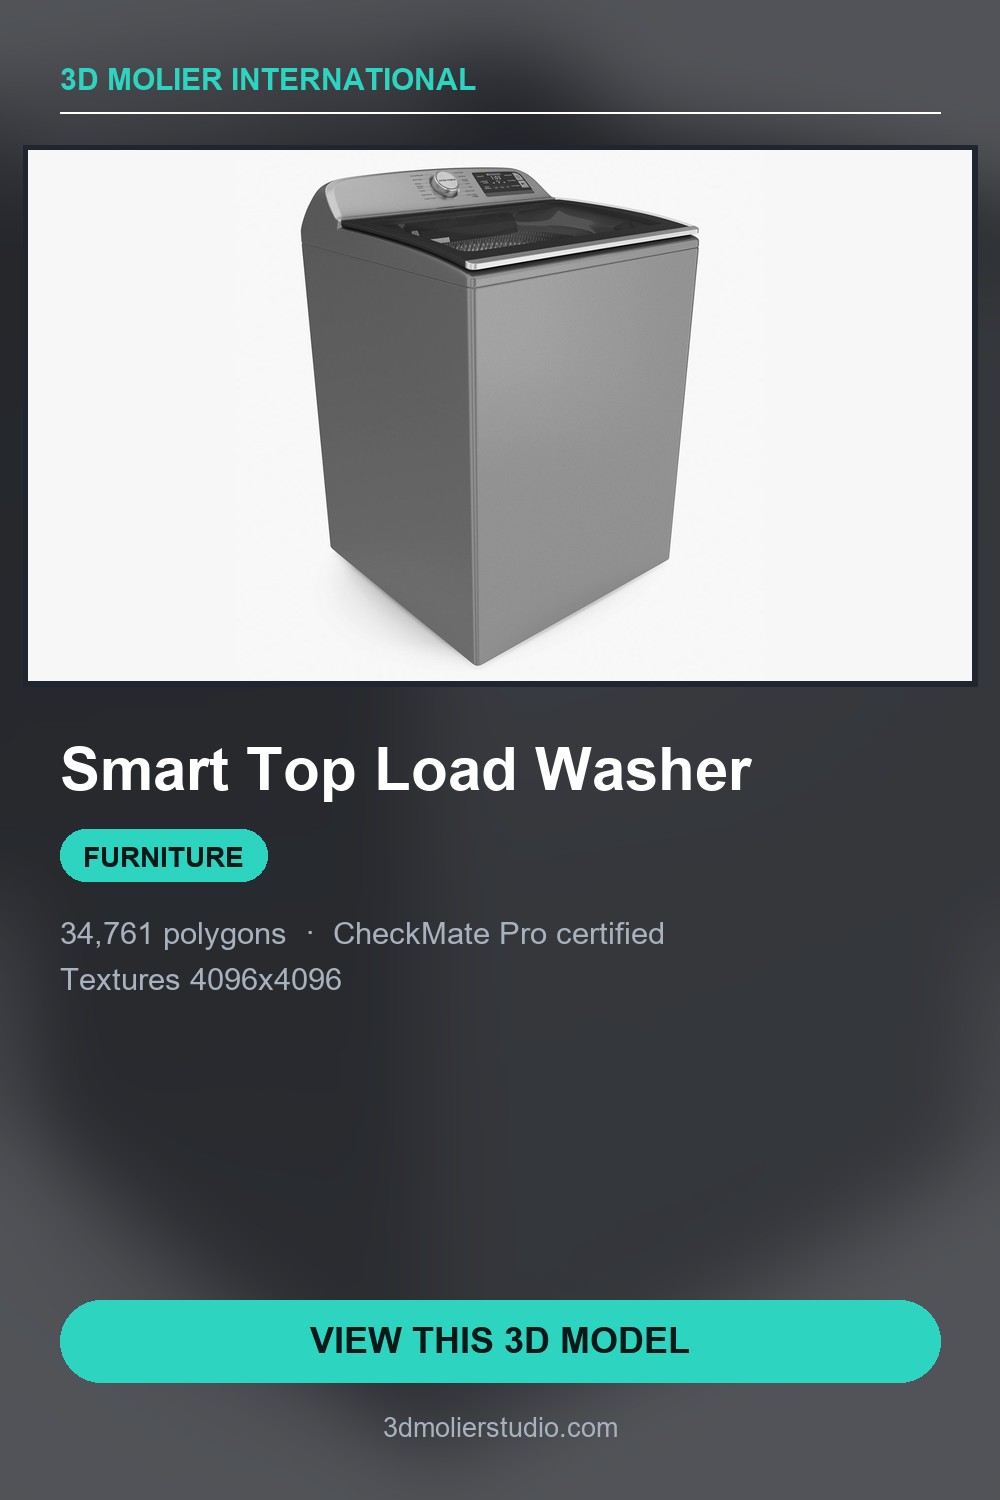 3D MOLIER INTERNATIONAL
Smart Top Load Washer
FURNITURE
34,761 polygons · CheckMate Pro certified
Textures 4096x4096
VIEW THIS 3D MODEL
3dmolierstudio.com